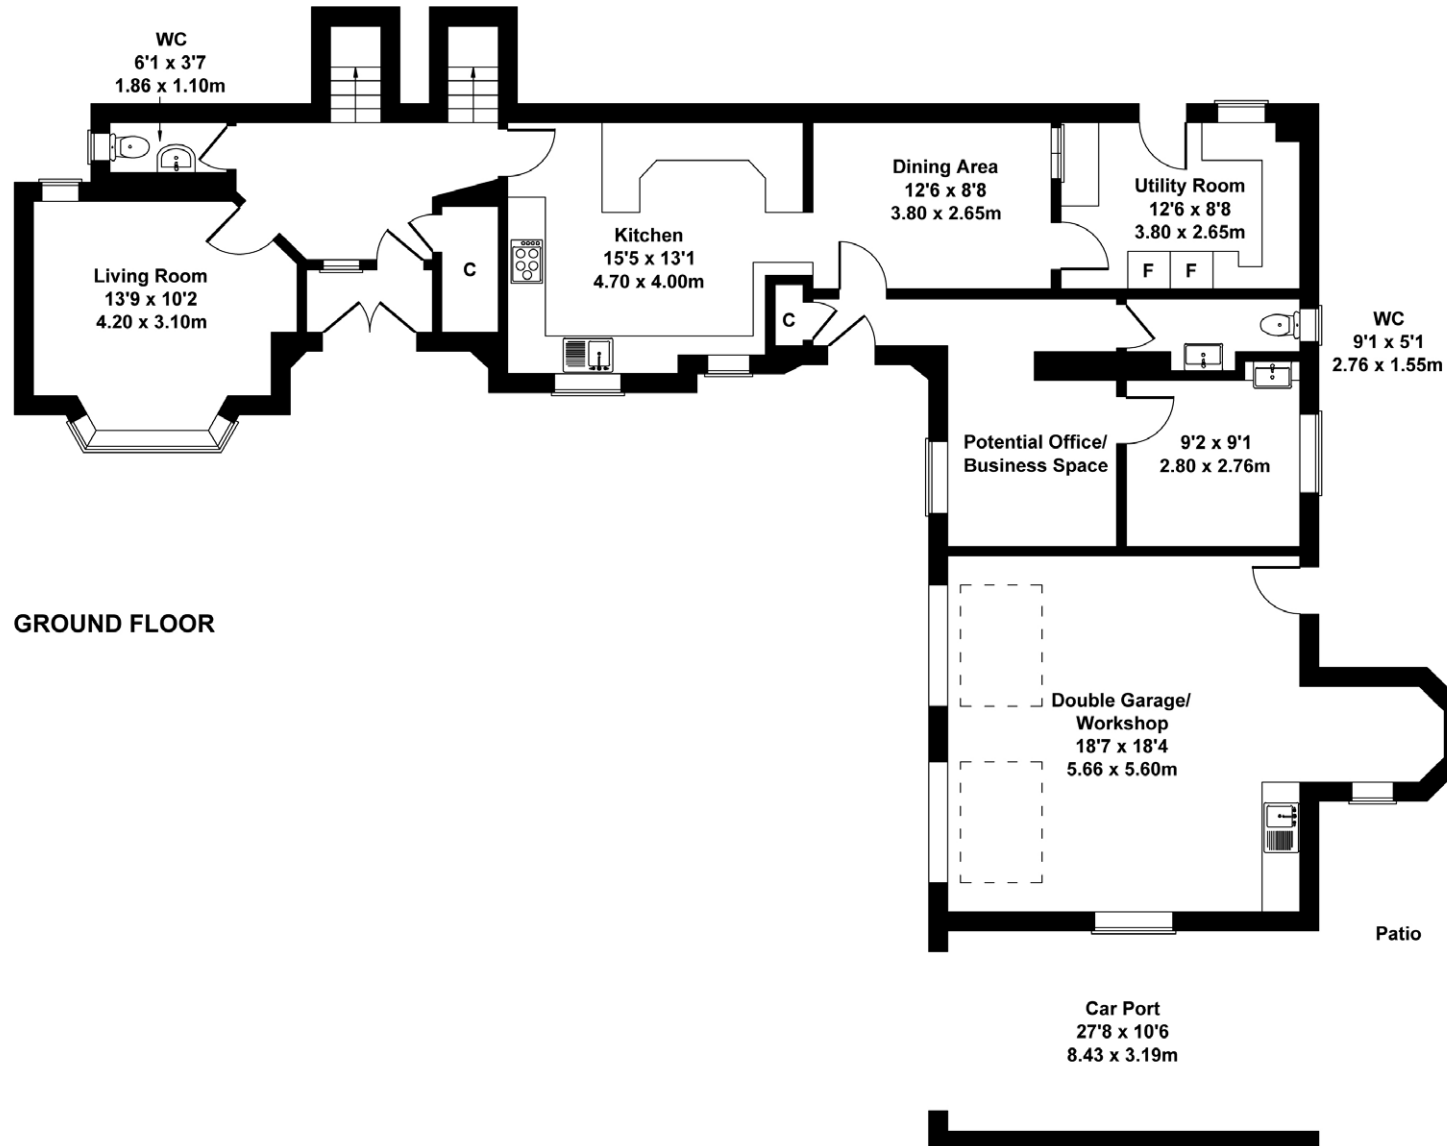 WC
6'1 x 3'7
1.86 x 1.10m
Dining Area
12'6 x 8'8
3.80 x 2.65m
Utility Room
12'6 x 8'8
3.80 x 2.65m
Kitchen
15'5 x 13'1
4.70 x 4.00m
Living Room
13'9 x 10'2
4.20 x 3.10m
C
F
F
C
WC
9'1 x 5'1
2.76 x 1.55m
Potential Office/
Business Space
9'2 x 9'1
2.80 x 2.76m
GROUND FLOOR
Double Garage/
Workshop
18'7 x 18'4
5.66 x 5.60m
Patio
Car Port
27'8 x 10'6
8.43 x 3.19m